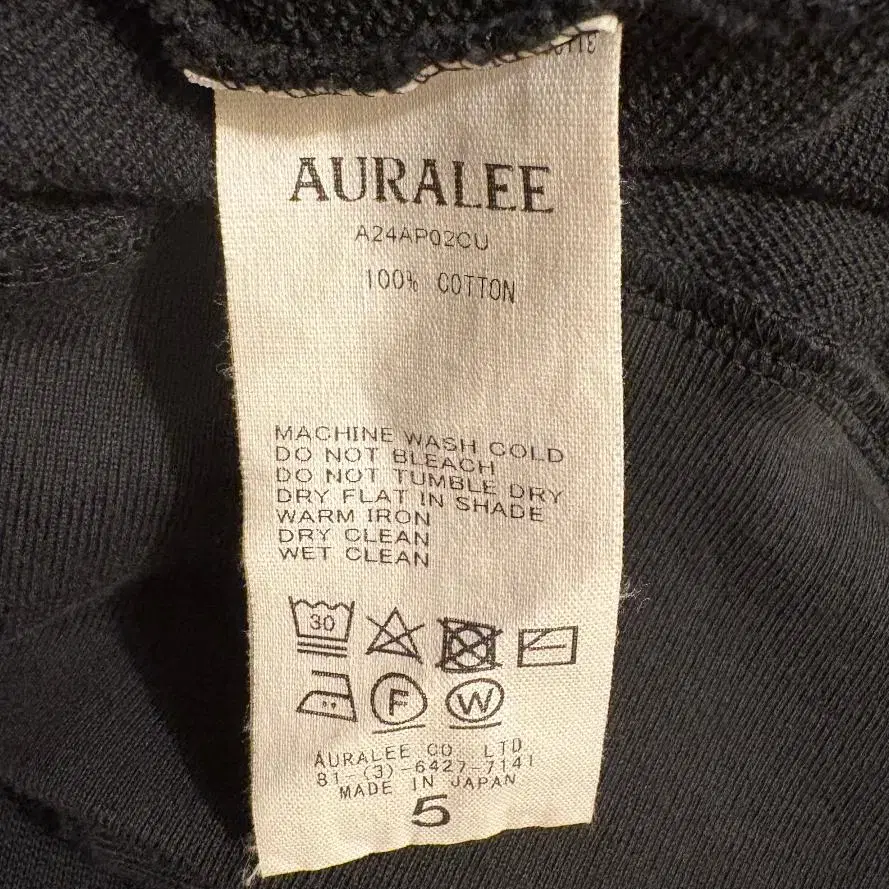 AURALEE
A24AP02CU
100% COTTON
MACHINE WASH COLD
DO NOT BLEACH
DO NOT TUMBLE DRY
DRY FLAT IN SHADE
WARM IRON
DRY CLEAN
WET CLEAN
30
F W
AURALEE CO. LTD.
81-(3)-6427-7141
MADE IN JAPAN
5